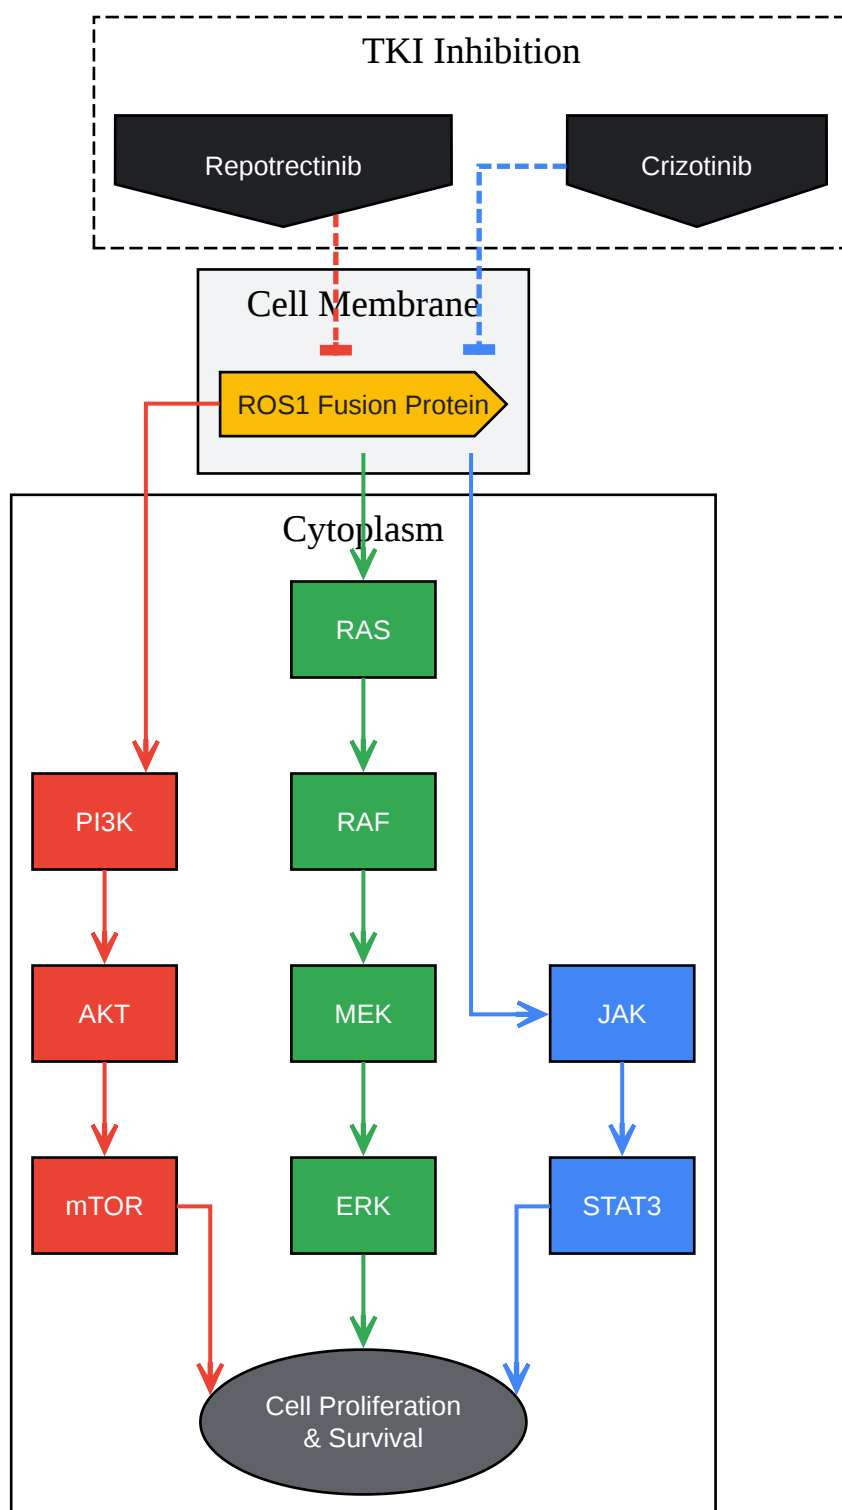 TKI Inhibition
Repotrectinib
Crizotinib
Cell Membrane
ROS1 Fusion Protein
Cytoplasm
RAS
PI3K
RAF
AKT
MEK
JAK
mTOR
ERK
STAT3
Cell Proliferation
& Survival